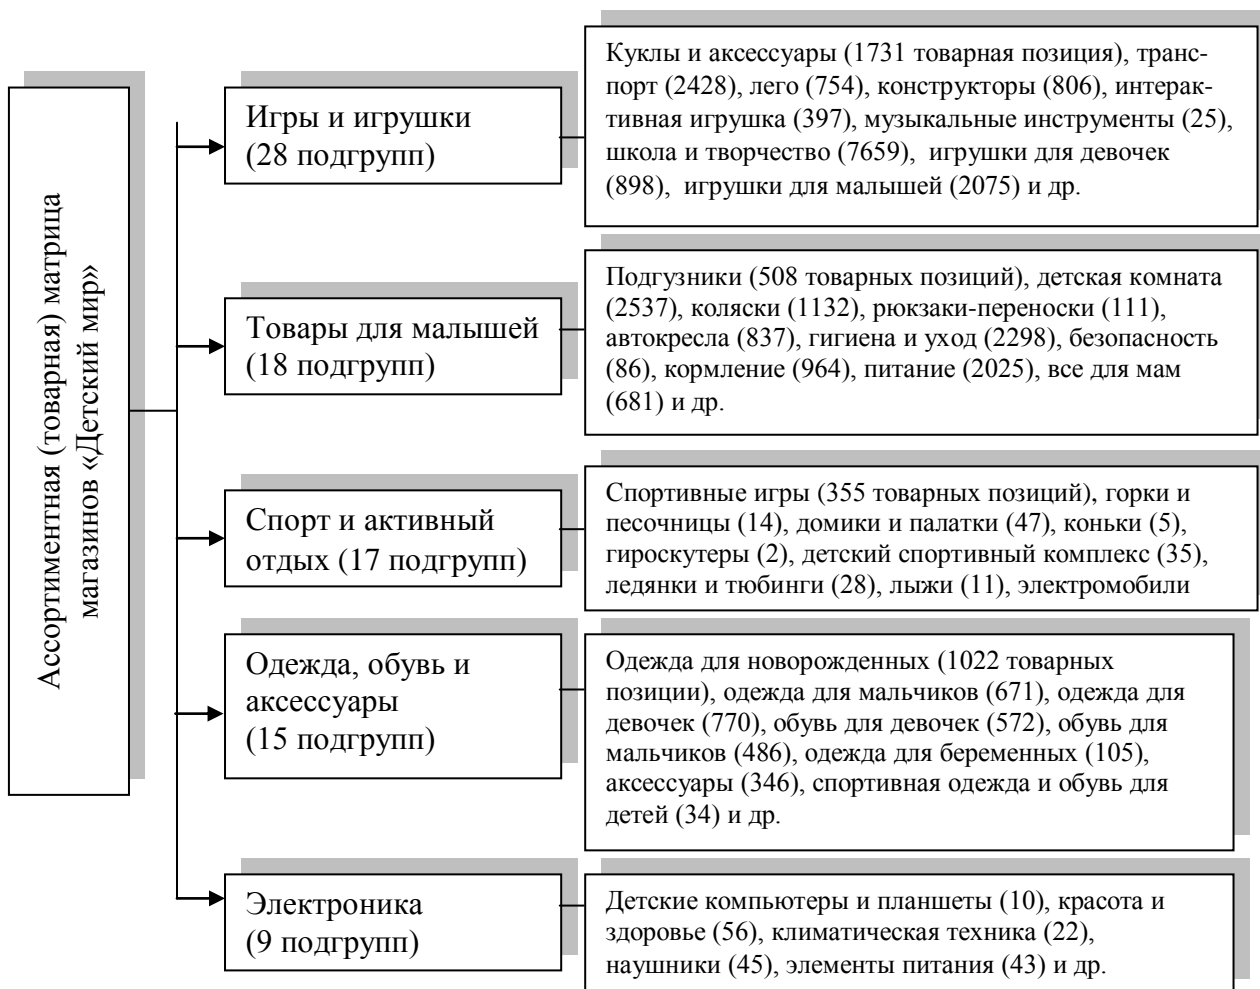 Ассортиментная (товарная) матрица
магазинов «Детский мир»
Игры и игрушки
(28 подгрупп)
Куклы и аксессуары (1731 товарная позиция), транс-
порт (2428), лего (754), конструкторы (806), интерак-
тивная игрушка (397), музыкальные инструменты (25),
школа и творчество (7659), игрушки для девочек
(898), игрушки для малышей (2075) и др.
Товары для малышей
(18 подгрупп)
Подгузники (508 товарных позиций), детская комната
(2537), коляски (1132), рюкзаки-переноски (111),
автокресла (837), гигиена и уход (2298), безопасность
(86), кормление (964), питание (2025), все для мам
(681) и др.
Спорт и активный
отдых (17 подгрупп)
Спортивные игры (355 товарных позиций), горки и
песочницы (14), домики и палатки (47), коньки (5),
гироскутеры (2), детский спортивный комплекс (35),
ледянки и тюбинги (28), лыжи (11), электромобили
Одежда, обувь и
аксессуары
(15 подгрупп)
Одежда для новорожденных (1022 товарных
позиции), одежда для мальчиков (671), одежда для
девочек (770), обувь для девочек (572), обувь для
мальчиков (486), одежда для беременных (105),
аксессуары (346), спортивная одежда и обувь для
детей (34) и др.
Электроника
(9 подгрупп)
Детские компьютеры и планшеты (10), красота и
здоровье (56), климатическая техника (22),
наушники (45), элементы питания (43) и др.